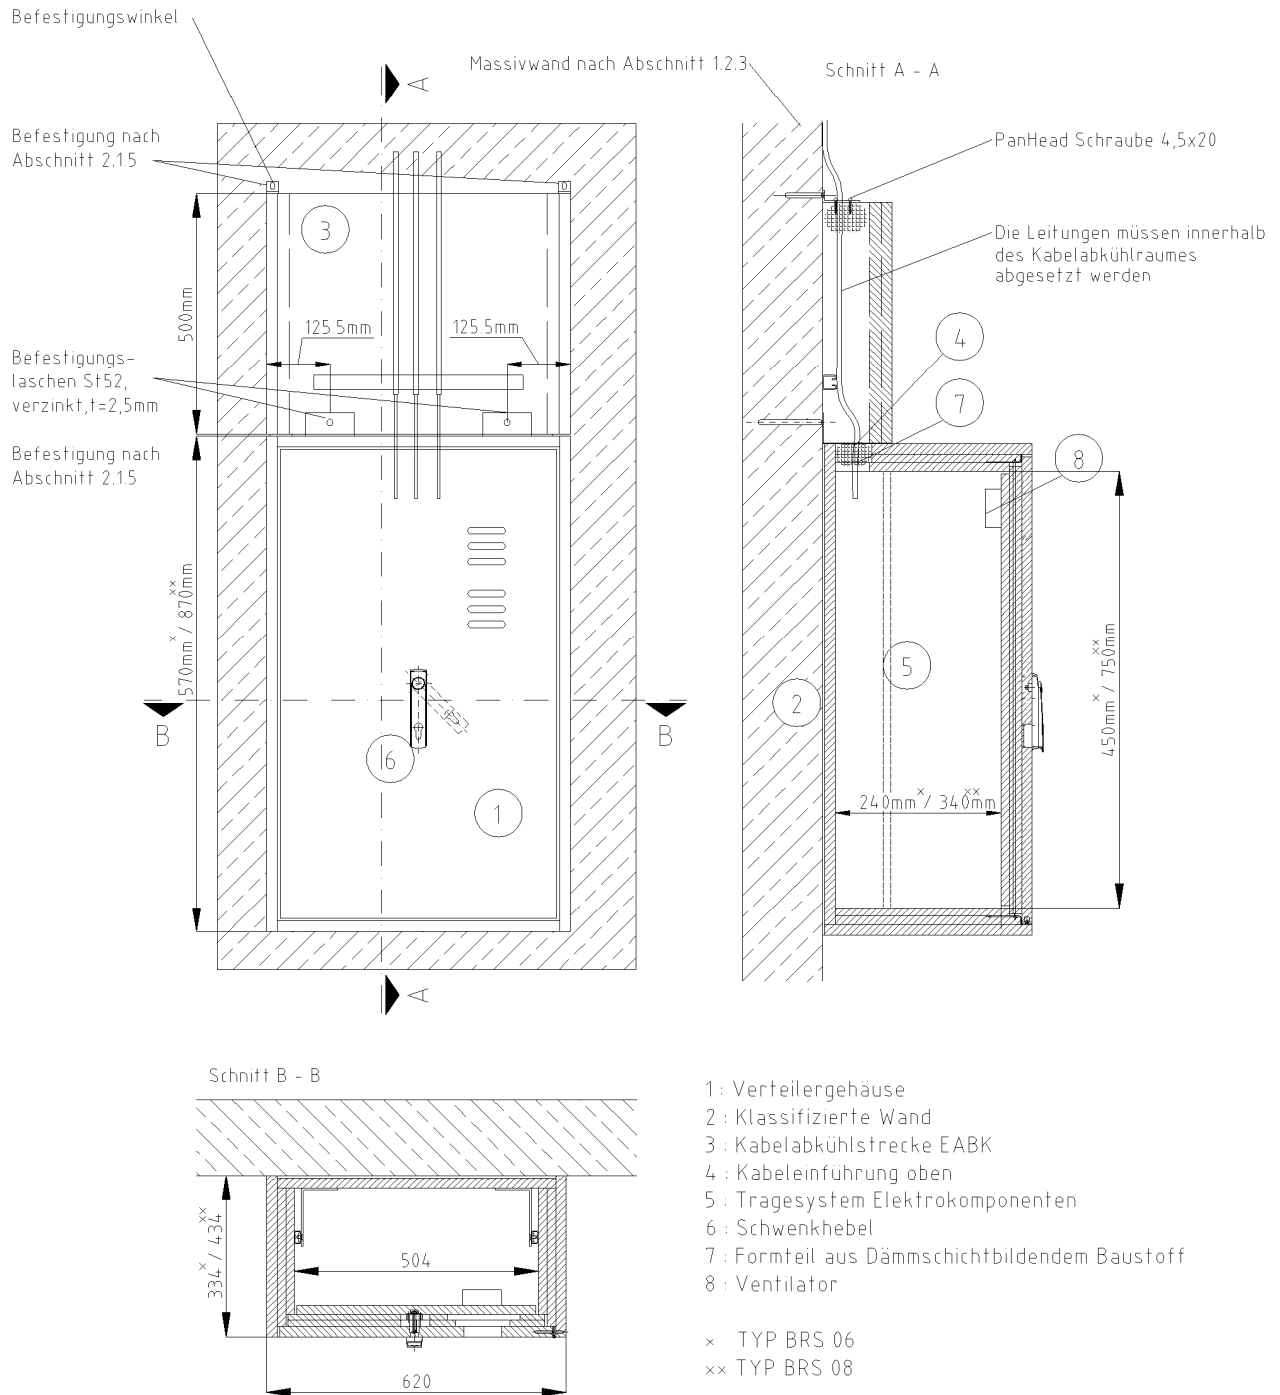 Befestigungswinkel
Massivwand nach Abschnitt 1.2.3
Schnitt A - A
A
Befestigung nach
Abschnitt 2.1.5
PanHead Schraube 4,5x20
3
Die Leitungen müssen innerhalb
des Kabelabkühlraumes
abgesetzt werden
500mm
125.5mm
125.5mm
4
Befestigungs-
laschen St52,
verzinkt,t=2,5mm
7
Befestigung nach
Abschnitt 2.1.5
8
570mm x / 870mm xx
5
450mm x / 750mm xx
2
B
B
6
240mm x / 340mm xx
1
A
Schnitt B - B
334 x / 434 xx
504
620
1 : Verteilergehäuse
2 : Klassifizierte Wand
3 : Kabelabkühlstrecke EABK
4 : Kabeleinführung oben
5 : Tragesystem Elektrokomponenten
6 : Schwenkhebel
7 : Formteil aus Dämmschichtbildendem Baustoff
8 : Ventilator
x TYP BRS 06
xx TYP BRS 08